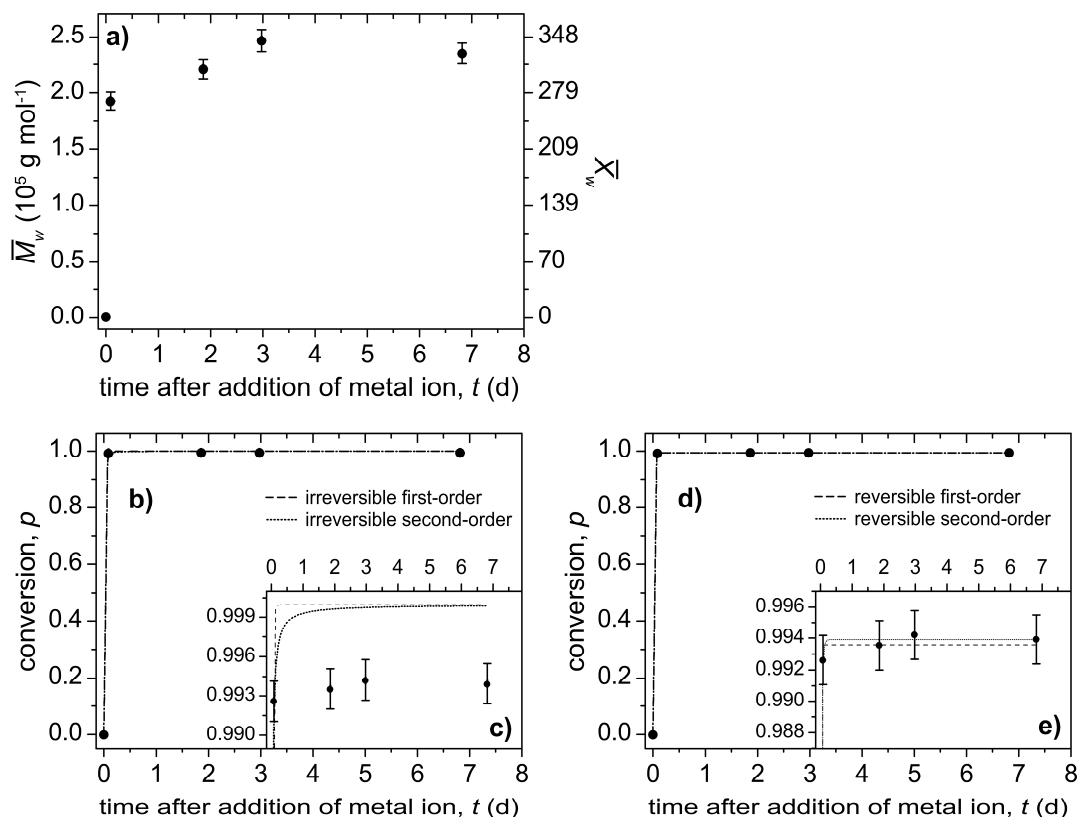 a)
2.5
2.0
1.5
1.0
0.5
0.0
M̅w (10⁵ g mol⁻¹)
348
279
209
139
70
0
X̅w
0 1 2 3 4 5 6 7 8
time after addition of metal ion, t (d)
b)
1.0
0.8
0.6
0.4
0.2
0.0
conversion, p
irreversible first-order
irreversible second-order
0 1 2 3 4 5 6 7
0.999
0.996
0.993
0.990
c)
0 1 2 3 4 5 6 7 8
time after addition of metal ion, t (d)
d)
1.0
0.8
0.6
0.4
0.2
0.0
conversion, p
reversible first-order
reversible second-order
0 1 2 3 4 5 6 7
0.996
0.994
0.992
0.990
0.988
e)
0 1 2 3 4 5 6 7 8
time after addition of metal ion, t (d)